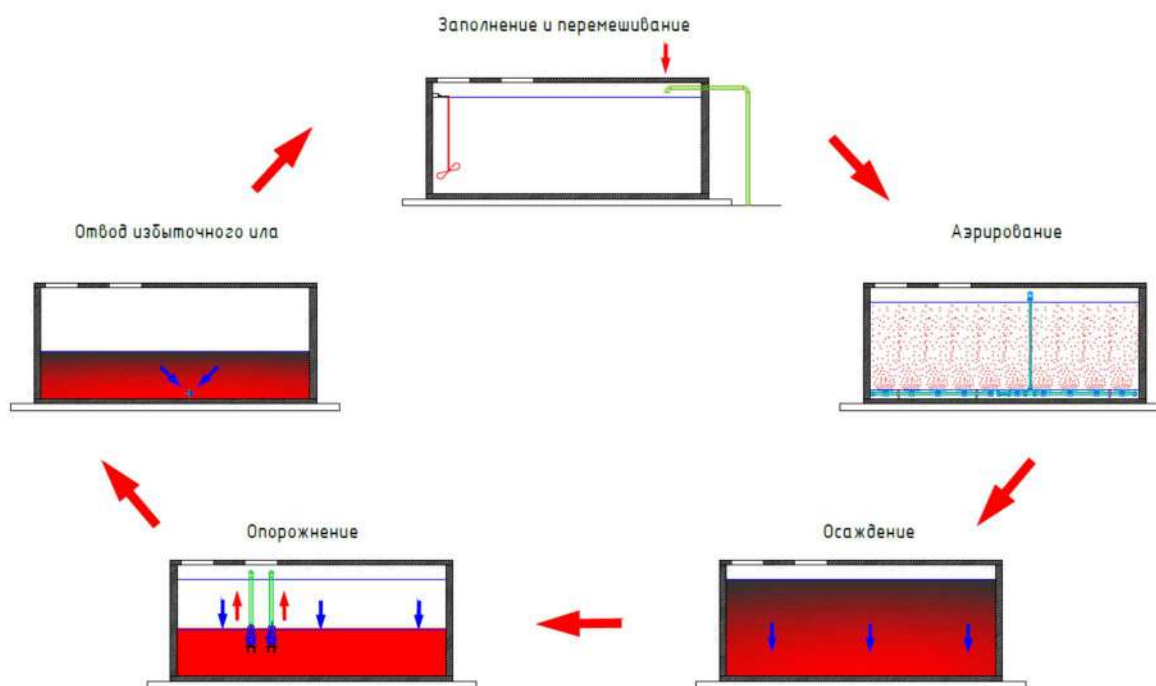 Заполнение и перемешивание
Отвод избыточного ила
Аэрирование
Опорожнение
Осаждение